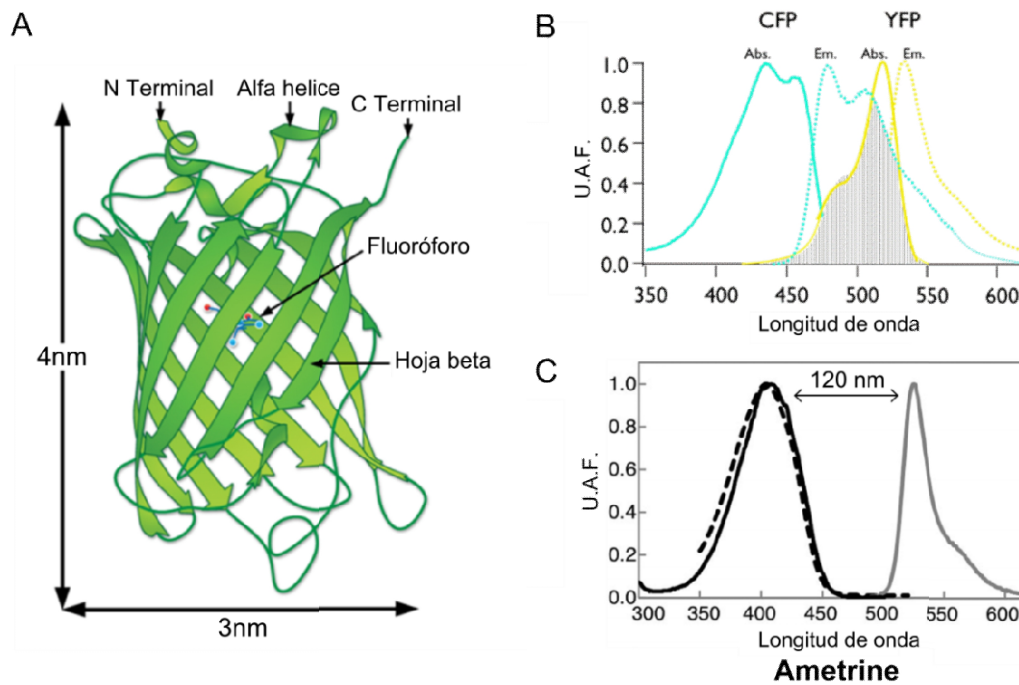 A
N Terminal
Alfa helice
C Terminal
Fluoróforo
Hoja beta
4nm
3nm
B
CFP
YFP
Abs.
Em.
Abs.
Em.
U.A.F.
1.0
0.8
0.6
0.4
0.2
0.0
350 400 450 500 550 600
Longitud de onda
C
120 nm
U.A.F.
1.0
0.8
0.6
0.4
0.2
0.0
300 350 400 450 500 550 600
Longitud de onda
Ametrine